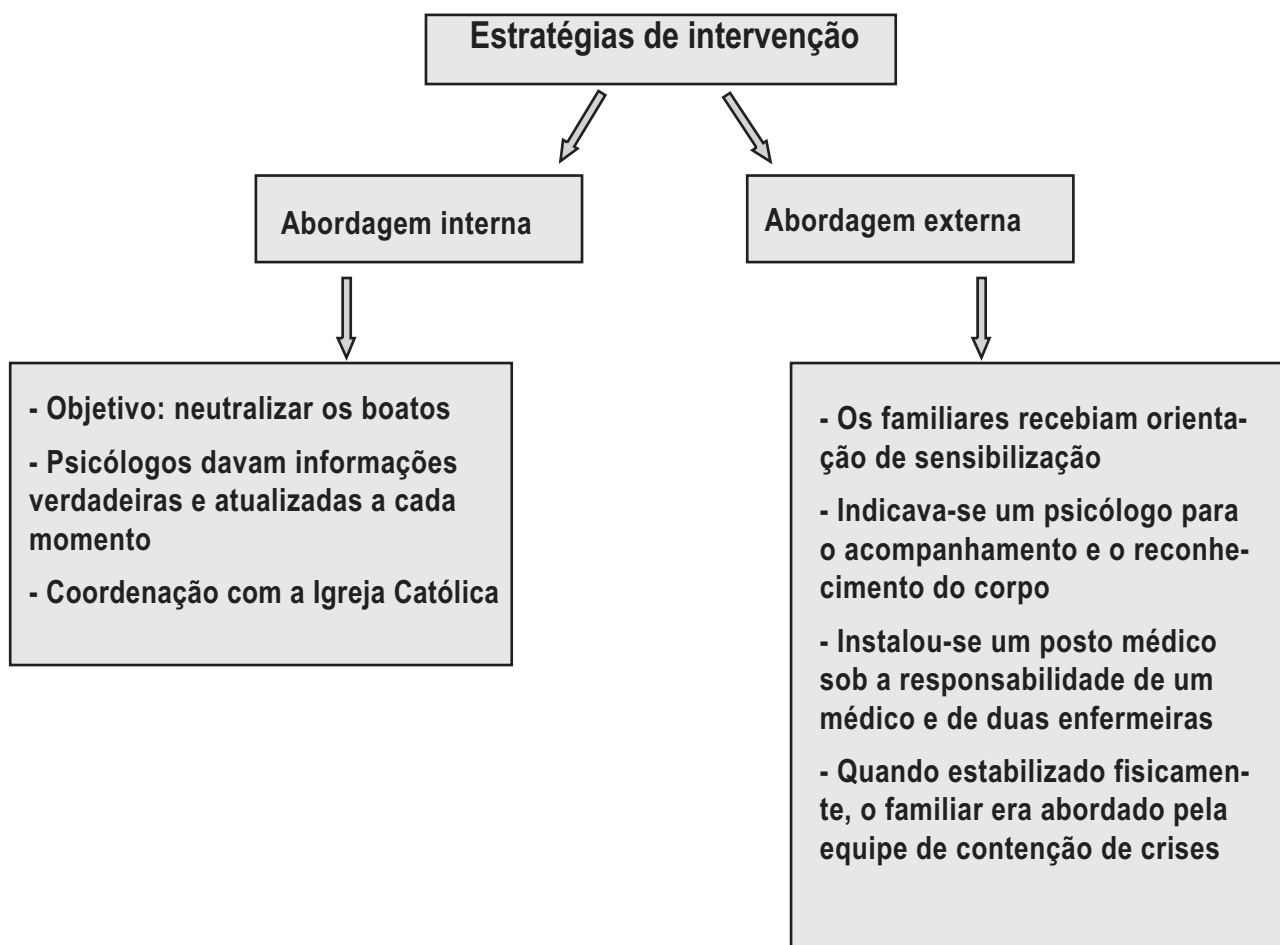 Estratégias de intervenção
Abordagem interna
Abordagem externa
- Objetivo: neutralizar os boatos
- Psicólogos davam informações
verdadeiras e atualizadas a cada
momento
- Coordenação com a Igreja Católica
- Os familiares recebiam orienta-
ção de sensibilização
- Indicava-se um psicólogo para
o acompanhamento e o reconhe-
cimento do corpo
- Instalou-se um posto médico
sob a responsabilidade de um
médico e de duas enfermeiras
- Quando estabilizado fisicamen-
te, o familiar era abordado pela
equipe de contenção de crises